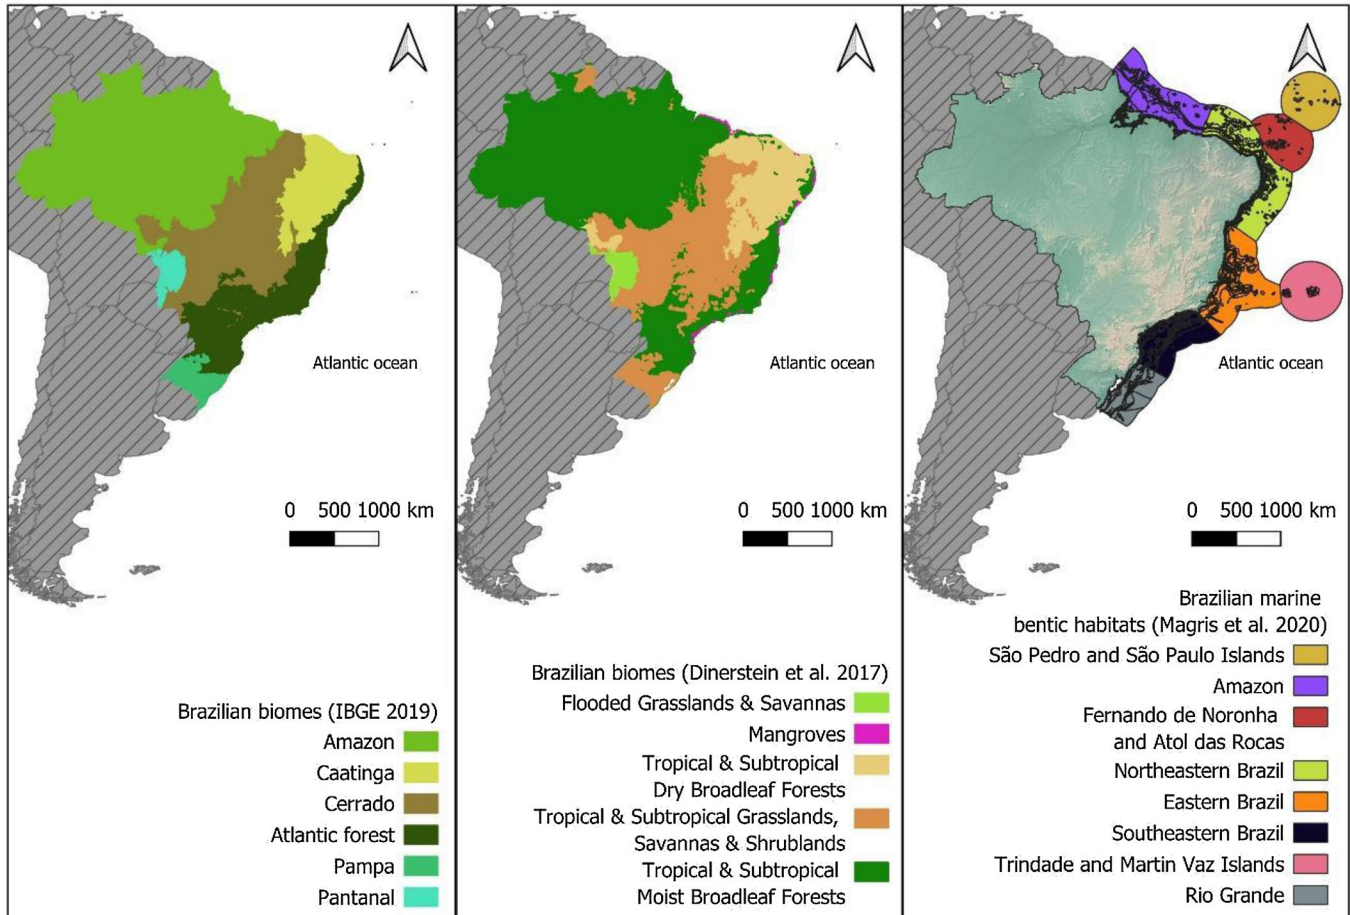 Atlantic ocean
0 500 1000 km
Brazilian biomes (IBGE 2019)
Amazon
Caatinga
Cerrado
Atlantic forest
Pampa
Pantanal
Atlantic ocean
0 500 1000 km
Brazilian biomes (Dinerstein et al. 2017)
Flooded Grasslands & Savannas
Mangroves
Tropical & Subtropical
Dry Broadleaf Forests
Tropical & Subtropical Grasslands,
Savannas & Shrublands
Tropical & Subtropical
Moist Broadleaf Forests
Atlantic ocean
0 500 1000 km
Brazilian marine
bentic habitats (Magris et al. 2020)
São Pedro and São Paulo Islands
Amazon
Fernando de Noronha
and Atol das Rocas
Northeastern Brazil
Eastern Brazil
Southeastern Brazil
Trindade and Martin Vaz Islands
Rio Grande